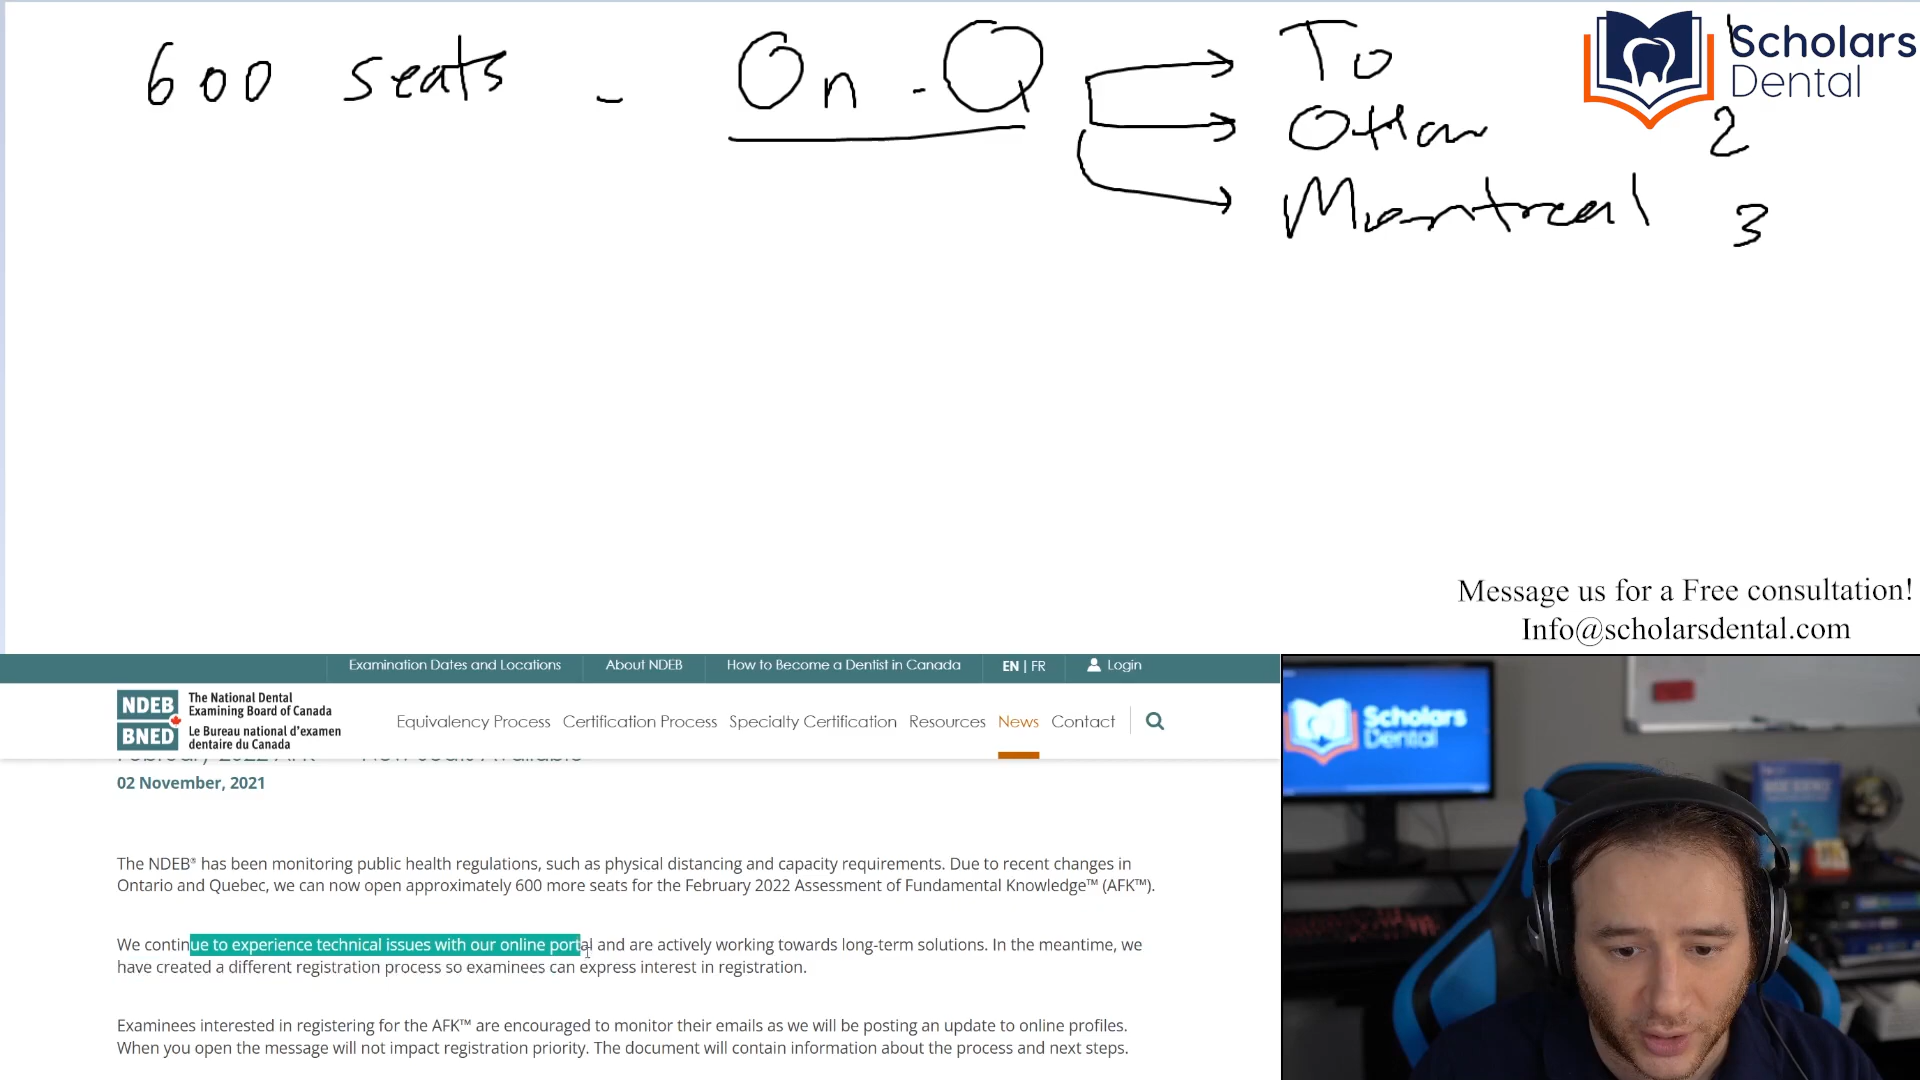 600 seats - On-Q To 1
Ottaw 2
Montreal 3
Scholars
Dental
Message us for a Free consultation!
Info@scholarsdental.com
Examination Dates and Locations About NDEB How to Become a Dentist in Canada EN | FR Login
NDEB BNED
The National Dental
Examining Board of Canada
Le Bureau national d'examen
dentaire du Canada
Equivalency Process Certification Process Specialty Certification Resources News Contact
02 November, 2021
The NDEB® has been monitoring public health regulations, such as physical distancing and capacity requirements. Due to recent changes in
Ontario and Quebec, we can now open approximately 600 more seats for the February 2022 Assessment of Fundamental Knowledge™ (AFK™).
We continue to experience technical issues with our online portal and are actively working towards long-term solutions. In the meantime, we
have created a different registration process so examinees can express interest in registration.
Examinees interested in registering for the AFK™ are encouraged to monitor their emails as we will be posting an update to online profiles.
When you open the message will not impact registration priority. The document will contain information about the process and next steps.
Scholars
Dental